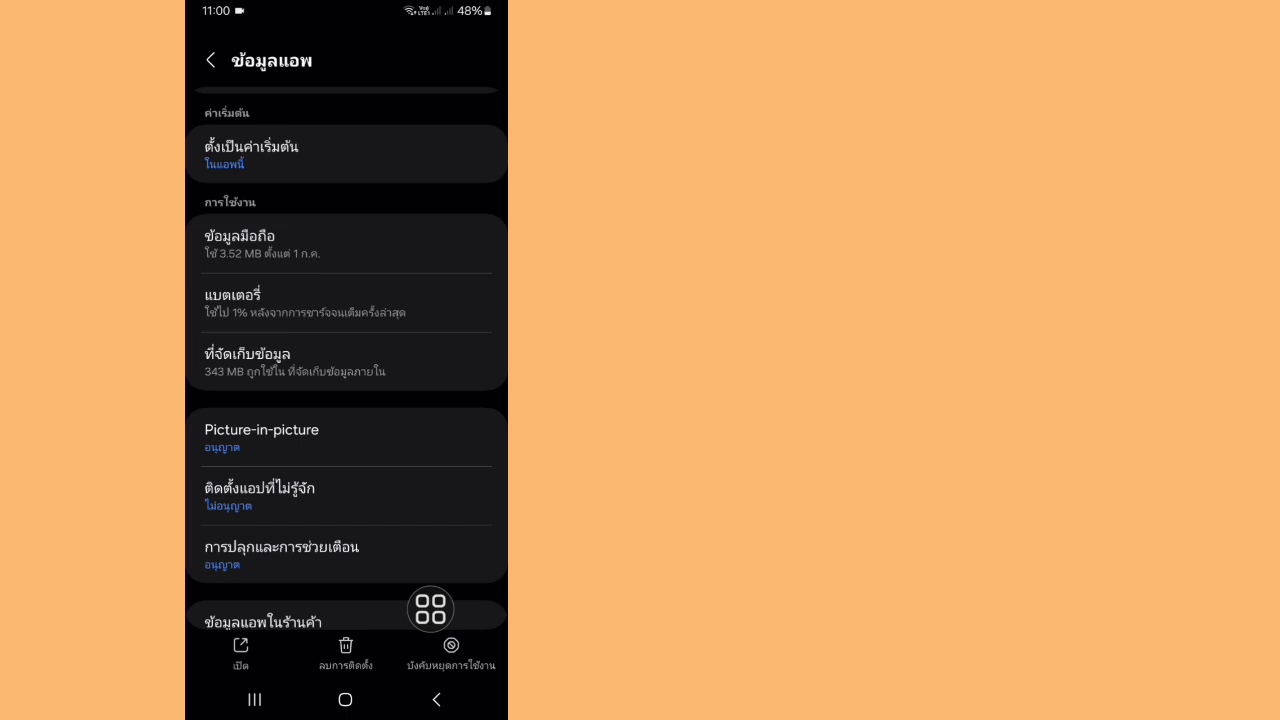 11:00
48%
ข้อมูลแอพ
ค่าเริ่มต้น
ตั้งเป็นค่าเริ่มต้น
ในแอพนี้
การใช้งาน
ข้อมูลมือถือ
ใช้ 3.52 MB ตั้งแต่ 1 ก.ค.
แบตเตอรี่
ใช้ไป 1% หลังจากการชาร์จจนเต็มครั้งล่าสุด
ที่จัดเก็บข้อมูล
343 MB ถูกใช้ใน ที่จัดเก็บข้อมูลภายใน
Picture-in-picture
อนุญาต
ติดตั้งแอปที่ไม่รู้จัก
ไม่อนุญาต
การปลุกและการช่วยเตือน
อนุญาต
ข้อมูลแอพในร้านค้า
เปิด
ลบการติดตั้ง
บังคับหยุดการใช้งาน